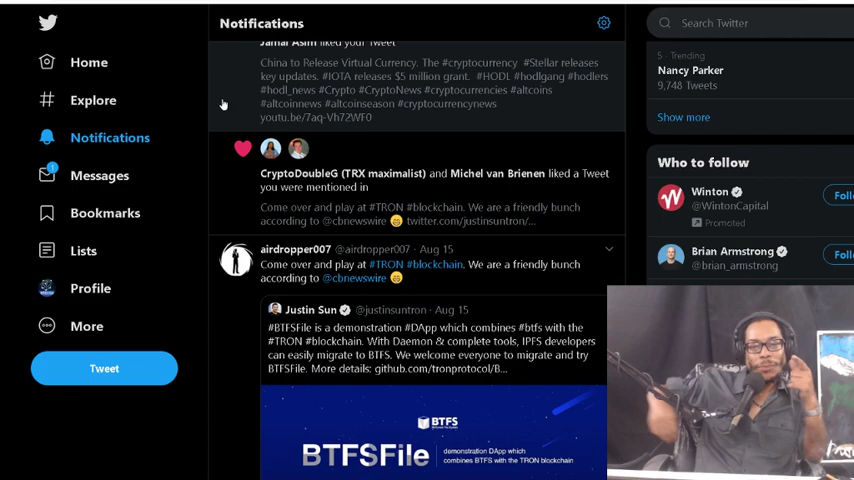 Home
Explore
Notifications
1
Messages
Bookmarks
Lists
Profile
More
Tweet
Notifications
Jamal Asim liked your Tweet
China to Release Virtual Currency. The #cryptocurrency #Stellar releases
key updates. #IOTA releases $5 million grant. #HODL #hodlgang #hodlers
#hodl_news #Crypto #CryptoNews #cryptocurrencies #altcoins
#altcoinnews #altcoinseason #cryptocurrencynews
youtu.be/7aq-Vh72WF0
CryptoDoubleG (TRX maximalist) and Michel van Brienen liked a Tweet
you were mentioned in
Come over and play at #TRON #blockchain. We are a friendly bunch
according to @cbnewswire 😁 twitter.com/justinsuntron/...
airdropper007 @airdropper007 · Aug 15
Come over and play at #TRON #blockchain. We are a friendly bunch
according to @cbnewswire 😁
Justin Sun @justinsuntron · Aug 15
#BTFSFile is a demonstration #DApp which combines #btfs with the
#TRON #blockchain. With Daemon & complete tools, IPFS developers
can easily migrate to BTFS. We welcome everyone to migrate and try
BTFSFile. More details: github.com/tronprotocol/B...
BTFS
BTFSFile
demonstration DApp which
combines BTFS with the TRON blockchain
Search Twitter
5 · Trending
Nancy Parker
9,748 Tweets
Show more
Who to follow
Winton
@WintonCapital
Promoted
Foll
Brian Armstrong
@brian_armstrong
Foll